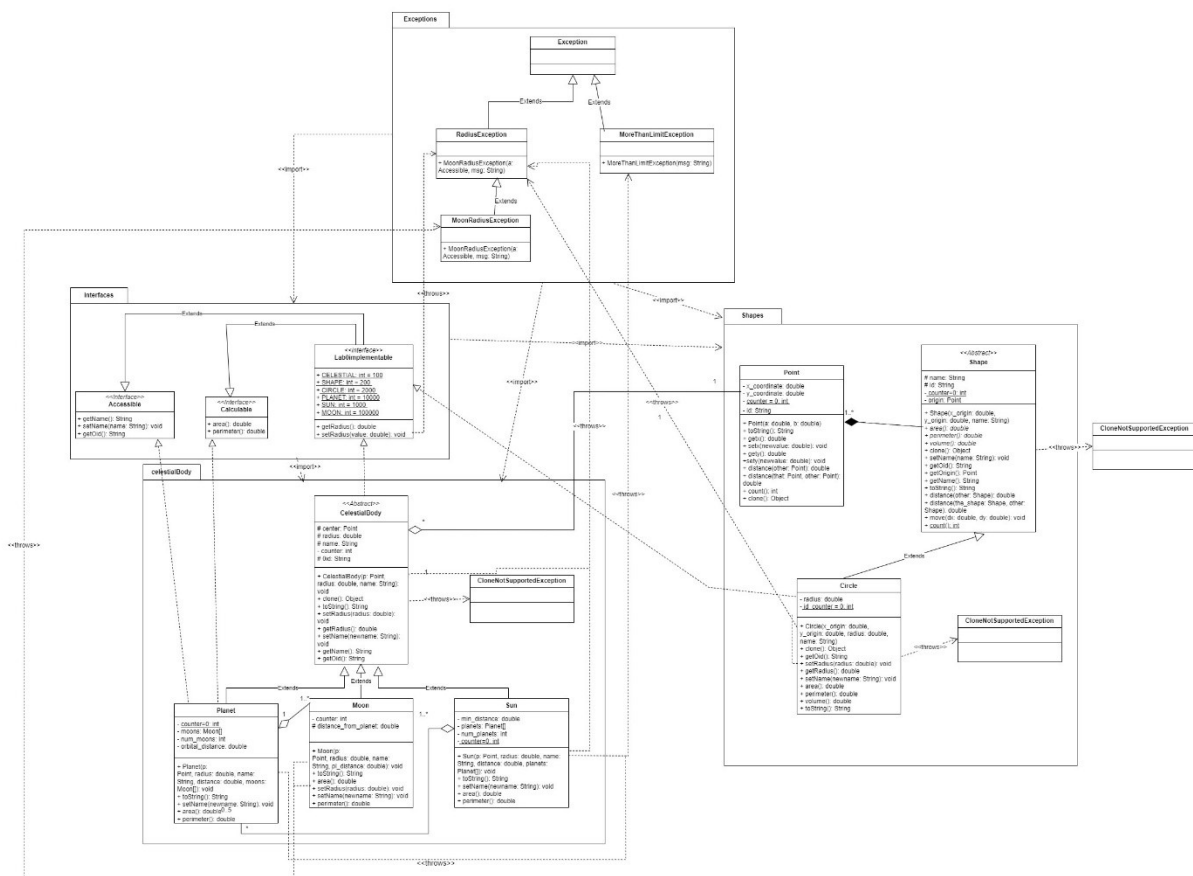 Exceptions
Exception
Extends
Extends
RadiusException
+ MoonRadiusException(a:
Accessible, msg: String)
MoreThanLimitException
+ MoreThanLimitException(msg: String)
<<import>>
Extends
MoonRadiusException
+ MoonRadiusException(a:
Accessible, msg: String)
<<throws>>
<<import>>
Interfaces
Extends
Extends
<<Interface>>
Accessible
+ getName(): String
+ setName(name: String): void
+ getOid(): String
<<Interface>>
Calculable
+ area(): double
+ perimeter(): double
<<Interface>>
Lab0Implementable
+ CELESTIAL: int = 100
+ SHAPE: int = 200
+ CIRCLE: int = 2000
+ PLANET: int = 10000
+ SUN: int = 1000
+ MOON: int = 100000
+ getRadius(): double
+ setRadius(value: double): void
<<import>>
<<import>>
<<import>>
<<throws>>
Shapes
Point
- x_coordinate: double
- y_coordinate: double
- counter = 0: int
- id: String
+ Point(a: double, b: double)
+ toString(): String
+ getx(): double
+ setx(newvalue: double): void
+ gety(): double
+sety(newvalue: double): void
+ distance(other: Point): double
+ distance(that: Point, other: Point):
double
+ count(): int
+ clone(): Object
1
1..*
<<throws>>
1
<<Abstract>>
Shape
# name: String
# id: String
- counter=0: int
- origin: Point
+ Shape(x_origin: double,
y_origin: double, name: String)
+ area(): double
+ perimeter(): double
+ volume(): double
+ clone(): Object
+ setName(name: String): void
+ getOid(): String
+ getOrigin(): Point
+ getName(): String
+ toString(): String
+ distance(other: Shape): double
+ distance(the_shape: Shape, other:
Shape): double
+ move(dx: double, dy: double): void
+ count(): int
<<throws>>
CloneNotSupportedException
<<throws>>
Extends
Circle
- radius: double
- id_counter = 0: int
+ Circle(x_origin: double,
y_origin: double, radius: double,
name: String)
+ clone(): Object
+ getOid(): String
+ setRadius(radius: double): void
+ getRadius(): double
+ setName(newname: String): void
+ area(): double
+ perimeter(): double
+ volume(): double
+ toString(): String
<<throws>>
CloneNotSupportedException
celestialBody
<<Abstract>>
CelestialBody
# center: Point
# radius: double
# name: String
- counter: int
# 0id: String
+ CelestialBody(p: Point,
radius: double, name: String):
void
+ clone(): Object
+ toString(): String
+ setRadius(radius: double):
void
+ getRadius(): double
+ setName(newname: String):
void
+ getName(): String
+ getOid(): String
*
1
<<throws>>
CloneNotSupportedException
<<throws>>
Extends
Extends
Extends
Planet
- counter=0: int
- moons: Moon[]
- num_moons: int
- orbital_distance: double
+ Planet(p:
Point, radius: double, name:
String, distance: double, moons:
Moon[]): void
+ toString(): String
+ setName(newname: String): void
+ area(): double
0..5
+ perimeter(): double
1
1..*
Moon
- counter: int
# distance_from_planet: double
+ Moon(p:
Point, radius: double, name:
String, pl_distance: double): void
+ toString(): String
+ area(): double
+ setRadius(radius: double): void
+ setName(newname: String): void
+ perimeter(): double
1..*
Sun
- min_distance: double
- planets: Planet[]
- num_planets: int
- counter=0: int
+ Sun(p: Point, radius: double, name:
String, distance: double, planets:
Planet[]): void
+ toString(): String
+ setName(newname: String): void
+ area(): double
+ perimeter(): double
*
<<throws>>